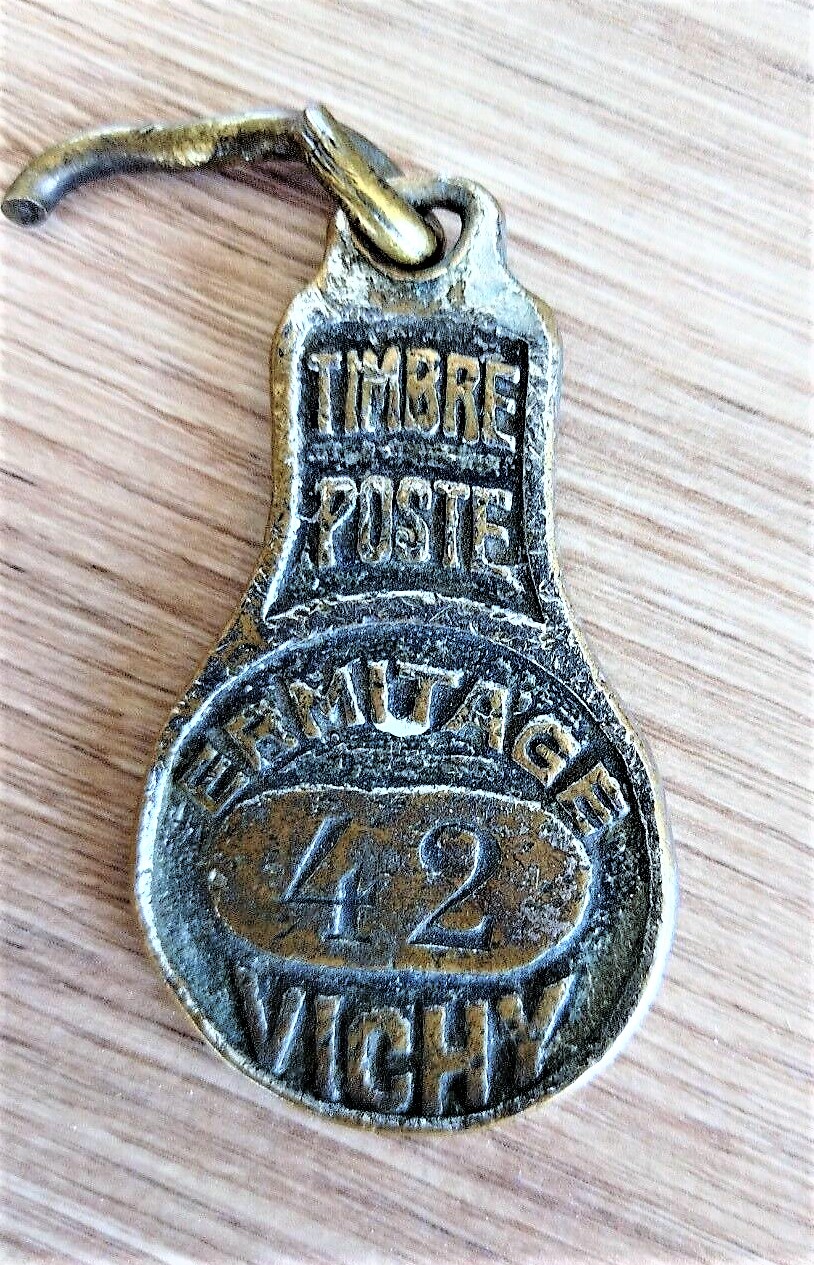 TIMBRE
POSTE
ERMITAGE
42
VICHY